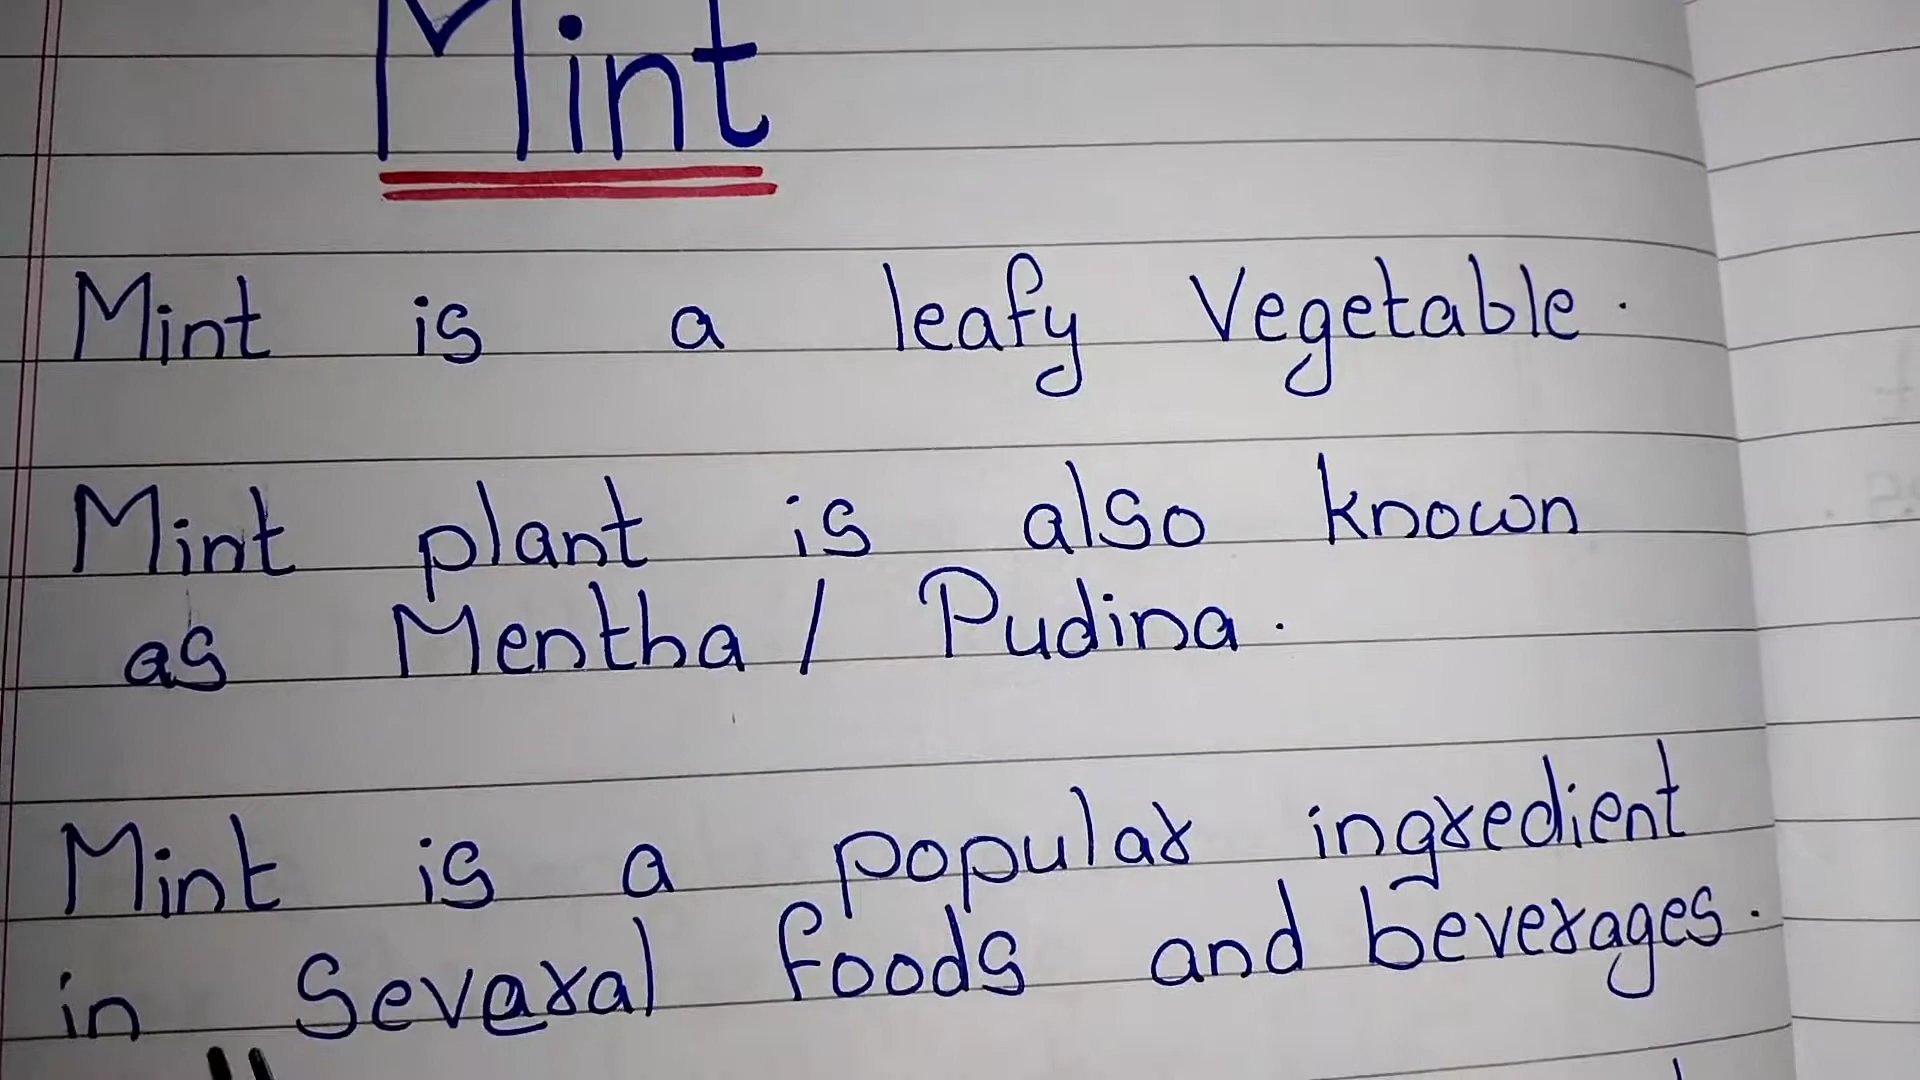 Mint
Mint is a leafy Vegetable.
Mint plant is also known
as Mentha / Pudina.
Mint is a popular ingredient
in Several foods and beverages.